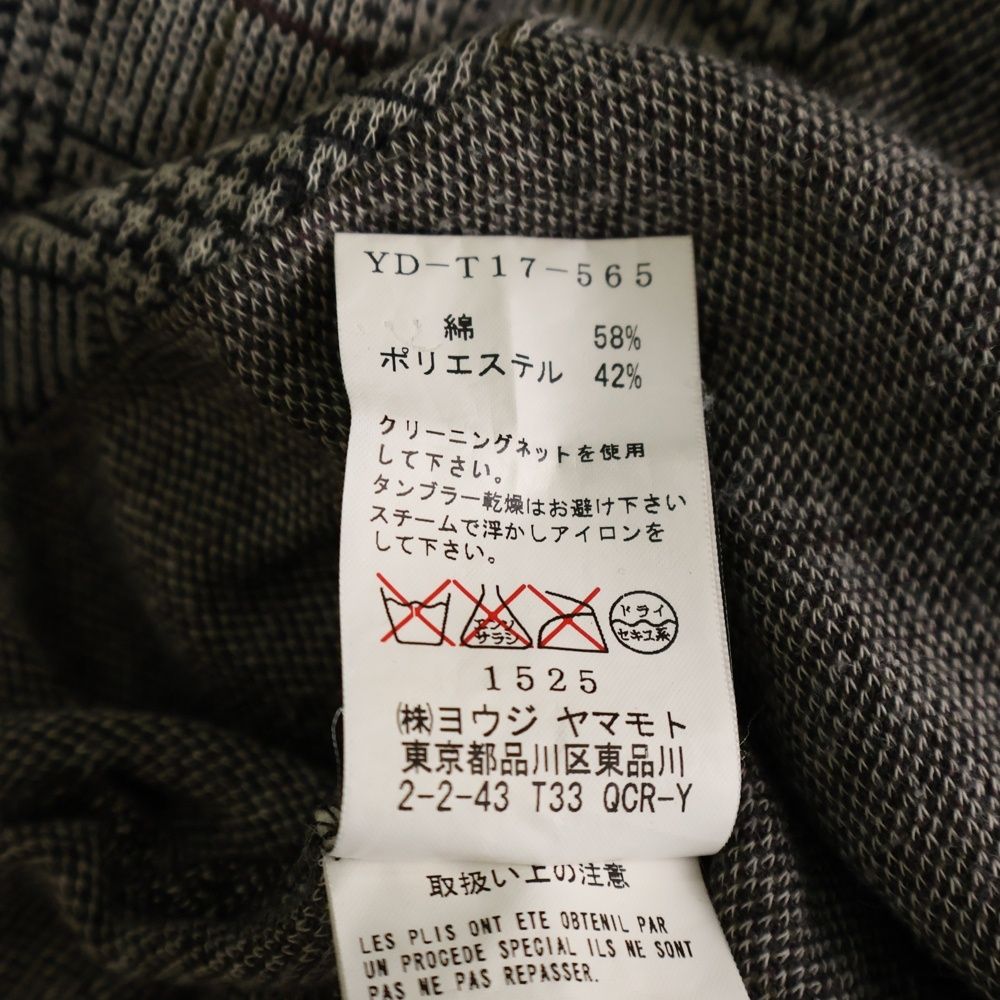 YD-T17-565
綿 58%
ポリエステル 42%
クリーニングネットを使用
して下さい。
タンブラー乾燥はお避け下さい
スチームで浮かしアイロンを
して下さい。
エンソ サラシ
ドライ
セキユ系
1525
㈱ヨウジ ヤマモト
東京都品川区東品川
2-2-43 T33 QCR-Y
取扱い上の注意
LES PLIS ONT ETE OBTENIL PAR
UN PROCEDE SPECIAL ILS NE SONT
PAS NE PAS REPASSER.